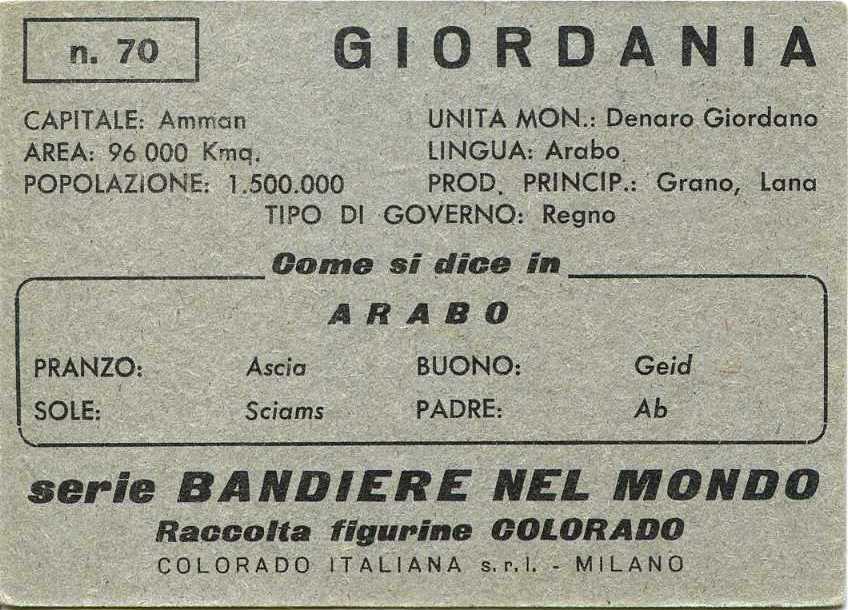 n. 70 GIORDANIA
CAPITALE: Amman UNITA MON.: Denaro Giordano
AREA: 96 000 Kmq. LINGUA: Arabo
POPOLAZIONE: 1.500.000 PROD. PRINCIP.: Grano, Lana
TIPO DI GOVERNO: Regno
Come si dice in
ARABO
PRANZO: Ascia BUONO: Geid
SOLE: Sciams PADRE: Ab
serie BANDIERE NEL MONDO
Raccolta figurine COLORADO
COLORADO ITALIANA s.r.l. - MILANO